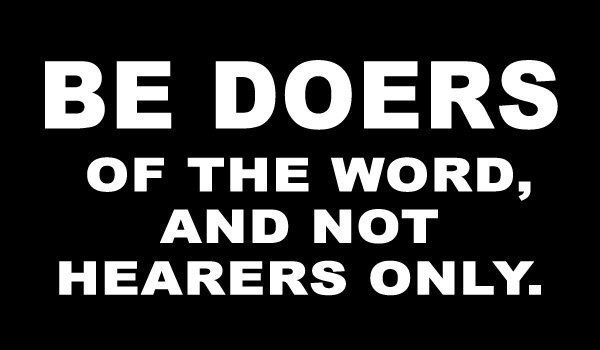 BE DOERS
OF THE WORD,
AND NOT
HEARERS ONLY.